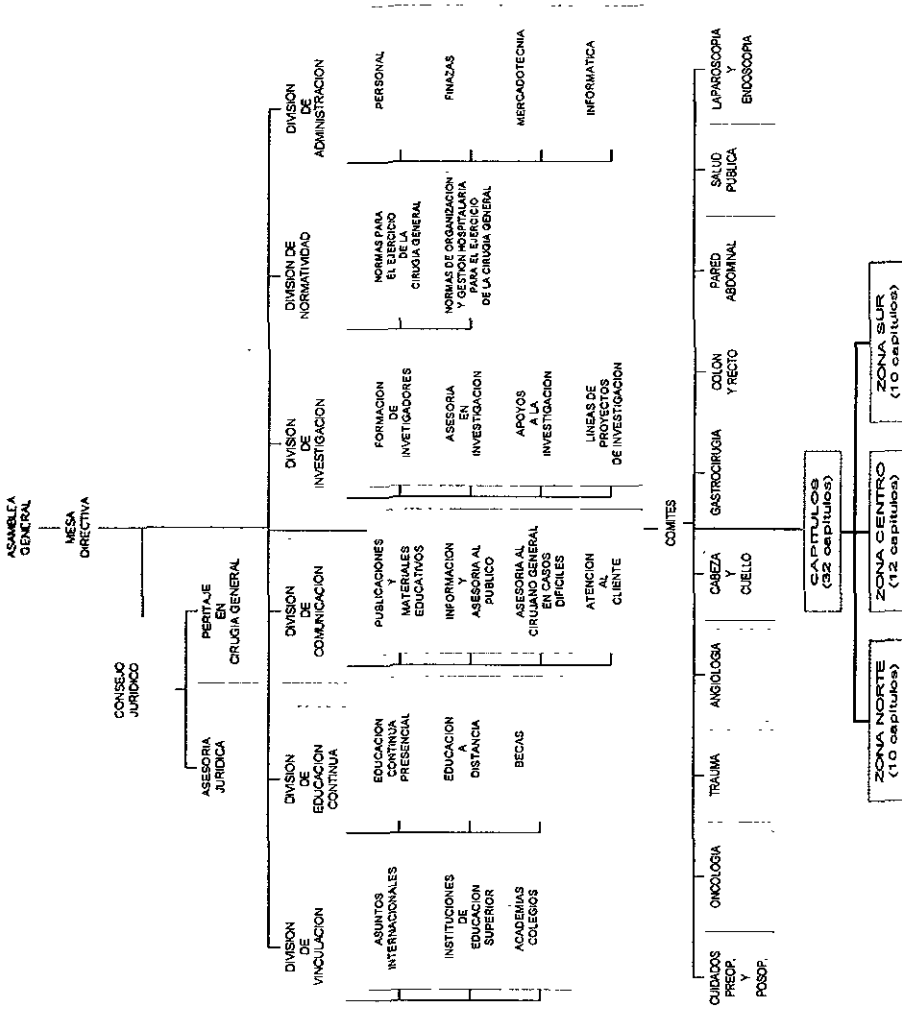 ASAMBLEA
GENERAL
MESA
DIRECTIVA
CONSEJO
JURIDICO
ASESORIA
JURIDICA
PERITAJE
EN
CIRUGIA GENERAL
DIVISION
DE
VINCULACION
ASUNTOS
INTERNACIONALES
INSTITUCIONES
DE
EDUCACION
SUPERIOR
ACADEMIAS
COLEGIOS
DIVISION
DE
EDUCACION
CONTINUA
EDUCACION
CONTINUA
PRESENCIAL
EDUCACION
A
DISTANCIA
BECAS
DIVISION
DE
COMUNICACION
PUBLICACIONES
Y
MATERIALES
EDUCATIVOS
INFORMACION
Y
ASESORIA AL
PUBLICO
ASESORIA AL
CIRUJANO GENERAL
EN CASOS
DIFICILES
ATENCION
AL
CLIENTE
DIVISION
DE
INVESTIGACION
FORMACION
DE
INVETIGADORES
ASESORIA
EN
INVESTIGACION
APOYOS
A LA
INVESTIGACION
LINEAS DE
PROYECTOS
DE INVESTIGACION
DIVISION DE
NORMATIVIDAD
NORMAS PARA
EL EJERCICIO
DE LA
CIRUGIA GENERAL
NORMAS DE ORGANIZACION
Y GESTION HOSPITALARIA
PARA EL EJERCICIO
DE LA CIRUGIA GENERAL
DIVISION
DE
ADMINISTRACION
PERSONAL
FINAZAS
MERCADOTECNIA
INFORMATICA
COMITES
CUIDADOS
PREOP.
Y
POSOP.
ONCOLOGIA
TRAUMA
ANGIOLOGIA
CABEZA
Y
CUELLO
GASTROCIRUGIA
COLON
Y RECTO
PARED
ABDOMINAL
SALUD
PUBLICA
LAPAROSCOPIA
Y
ENDOSCOPIA
CAPITULOS
(32 capítulos)
ZONA NORTE
(10 capítulos)
ZONA CENTRO
(12 capítulos)
ZONA SUR
(10 capítulos)